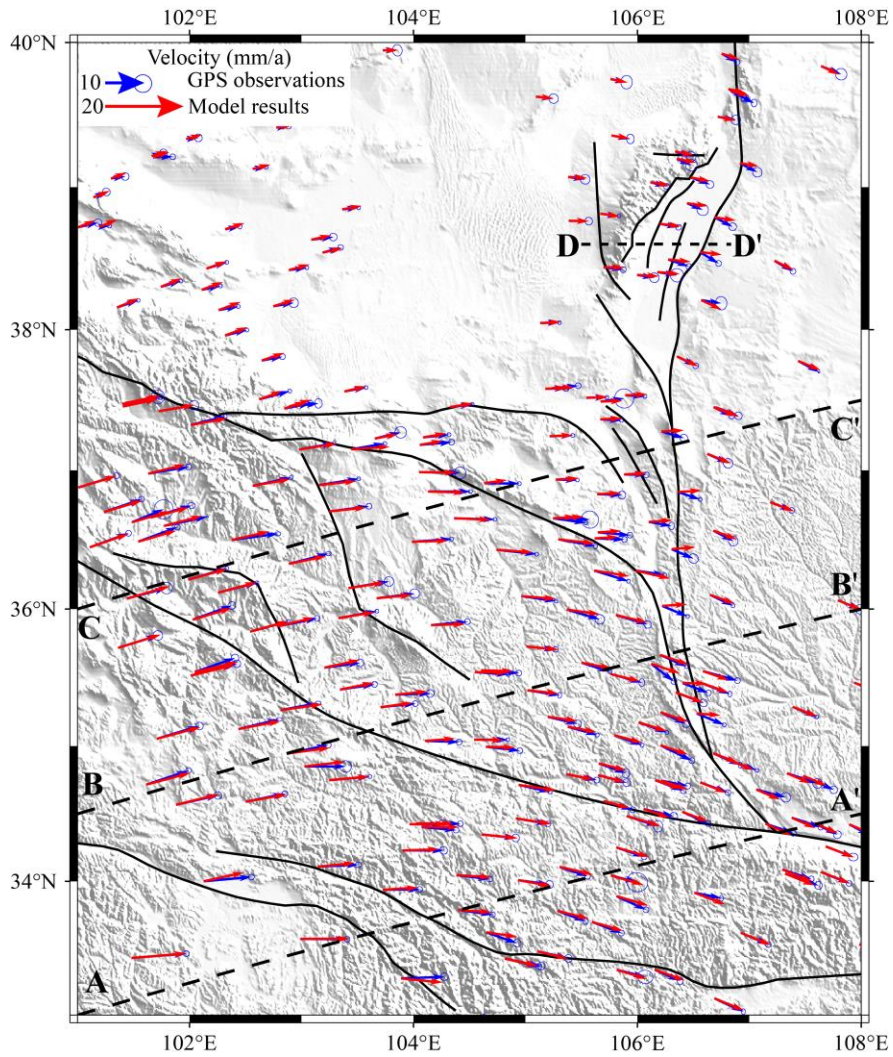 102°E 104°E 106°E 108°E
40°N
Velocity (mm/a)
10 GPS observations
20 Model results
D D'
38°N
C'
B'
36°N
C
B A'
34°N
A
102°E 104°E 106°E 108°E